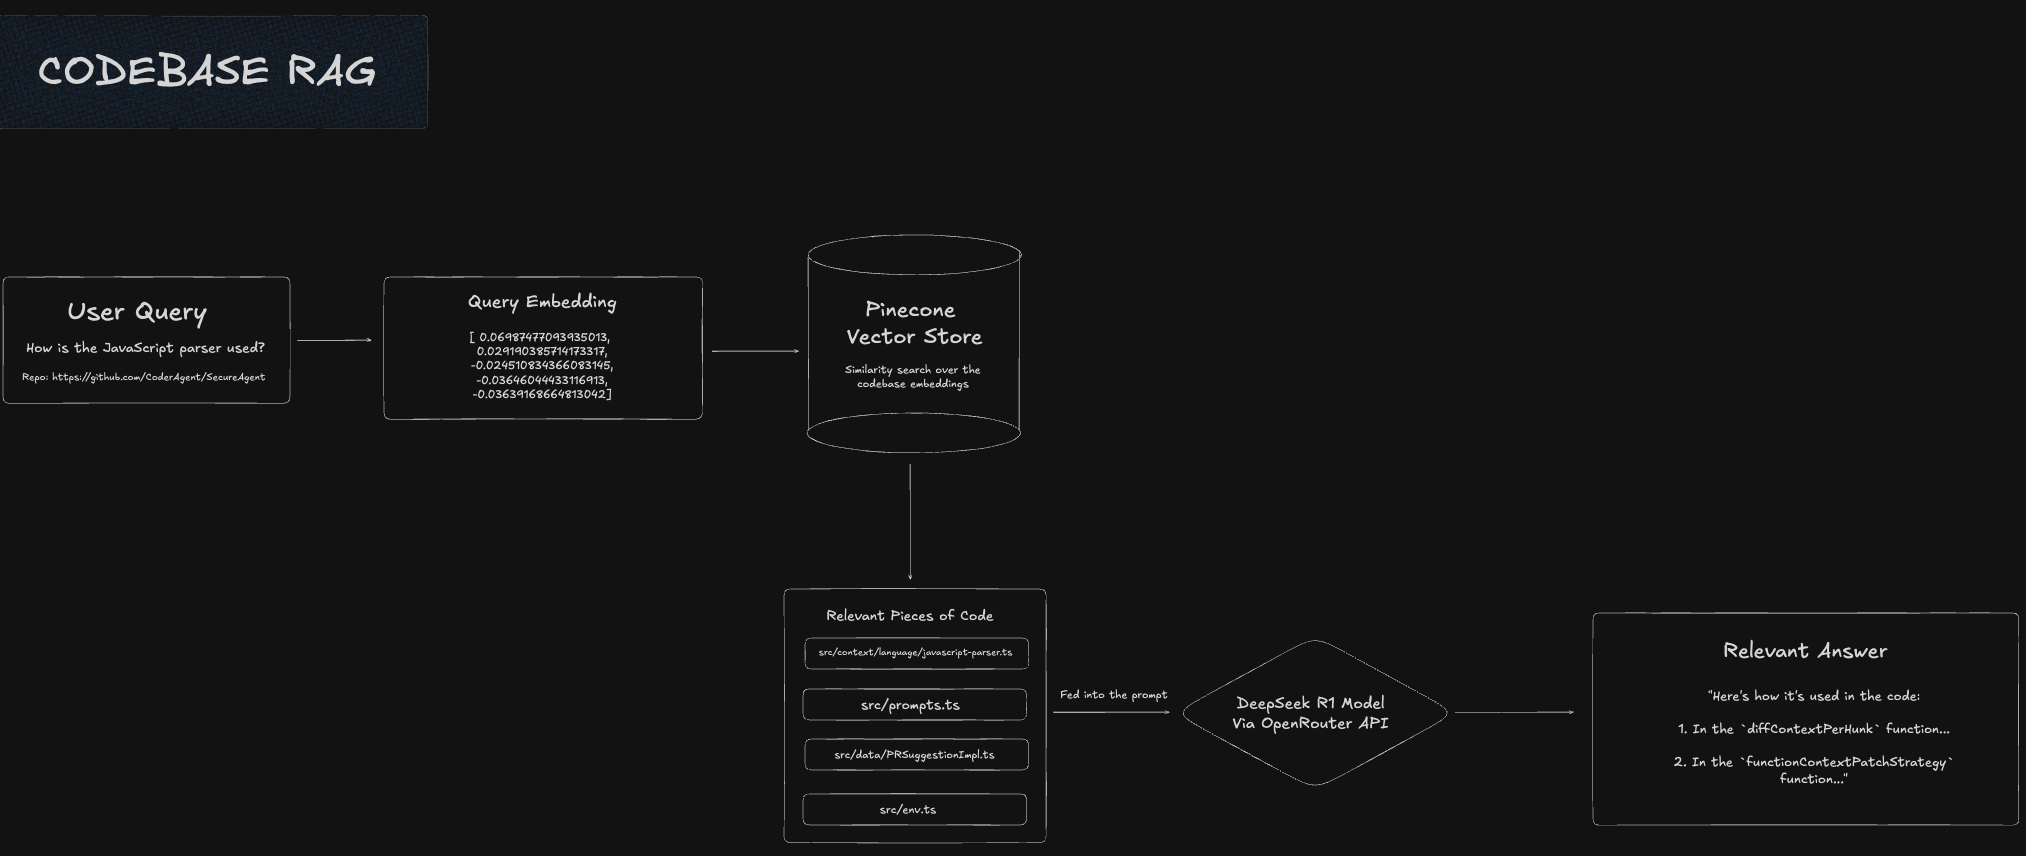 CODEBASE RAG
User Query
How is the JavaScript parser used?
Repo: https://github.com/CoderAgent/SecureAgent
Query Embedding
[ 0.06987477093935013,
0.029190385714173317,
-0.024510834366083145,
-0.03646044433116913,
-0.03639168664813042]
Pinecone
Vector Store
Similarity search over the
codebase embeddings
Relevant Pieces of Code
src/context/language/javascript-parser.ts
src/prompts.ts
src/data/PRSuggestionImpl.ts
src/env.ts
Fed into the prompt
DeepSeek R1 Model
Via OpenRouter API
Relevant Answer
"Here's how it's used in the code:
1. In the `diffContextPerHunk` function...
2. In the `functionContextPatchStrategy`
function..."